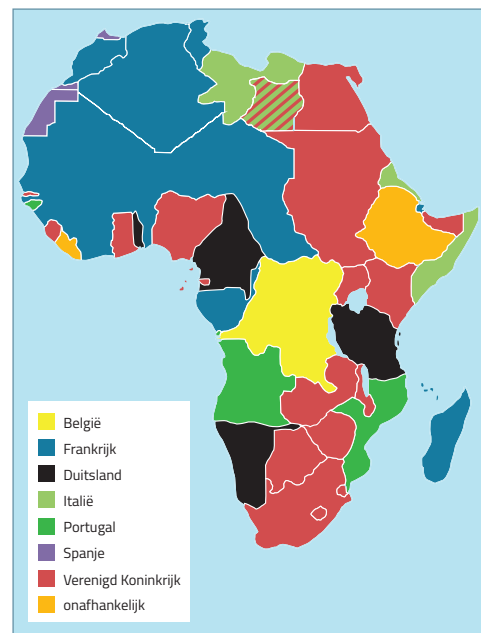 België
Frankrijk
Duitsland
Italië
Portugal
Spanje
Verenigd Koninkrijk
onafhankelijk